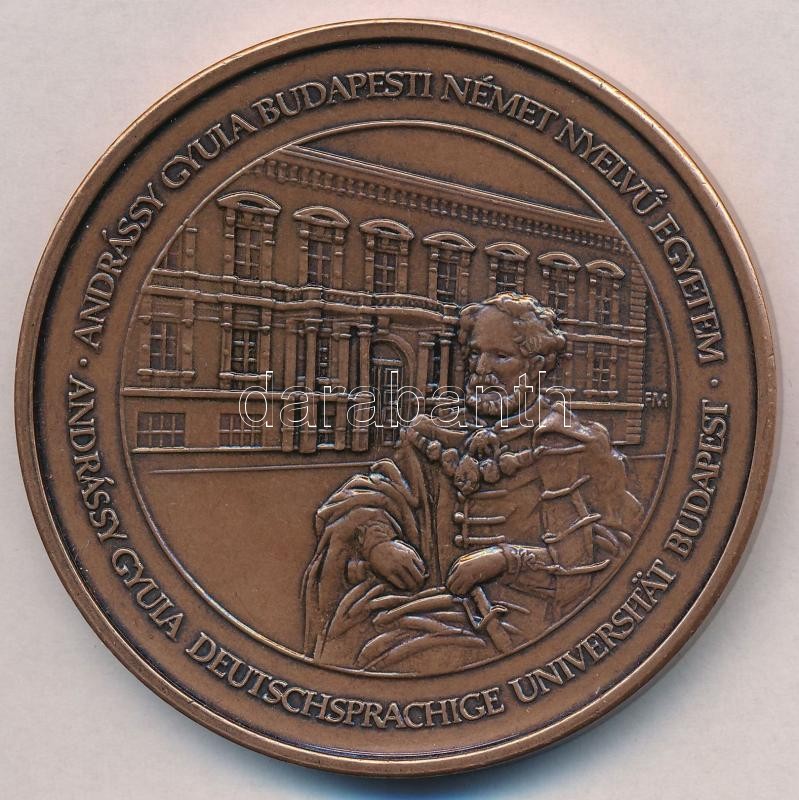 ANDRÁSSY GYULA BUDAPESTI NÉMET NYELVŰ EGYETEM ·
ANDRÁSSY GYULA DEUTSCHSPRACHIGE UNIVERSITÄT BUDAPEST ·
FM
darabanth